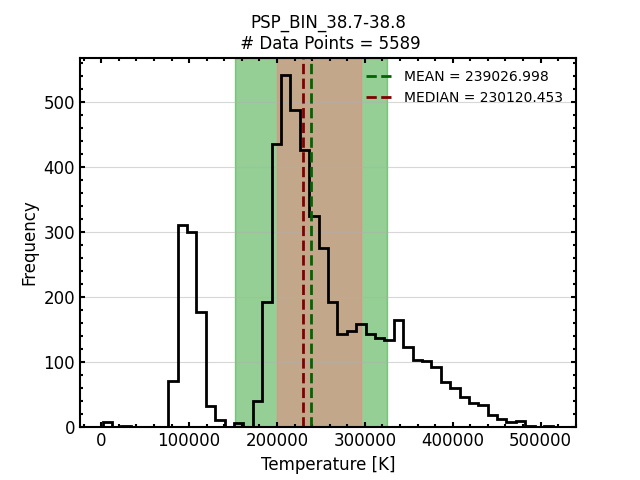 PSP_BIN_38.7-38.8
# Data Points = 5589
MEAN = 239026.998
MEDIAN = 230120.453
Frequency
500
400
300
200
100
0
0 100000 200000 300000 400000 500000
Temperature [K]